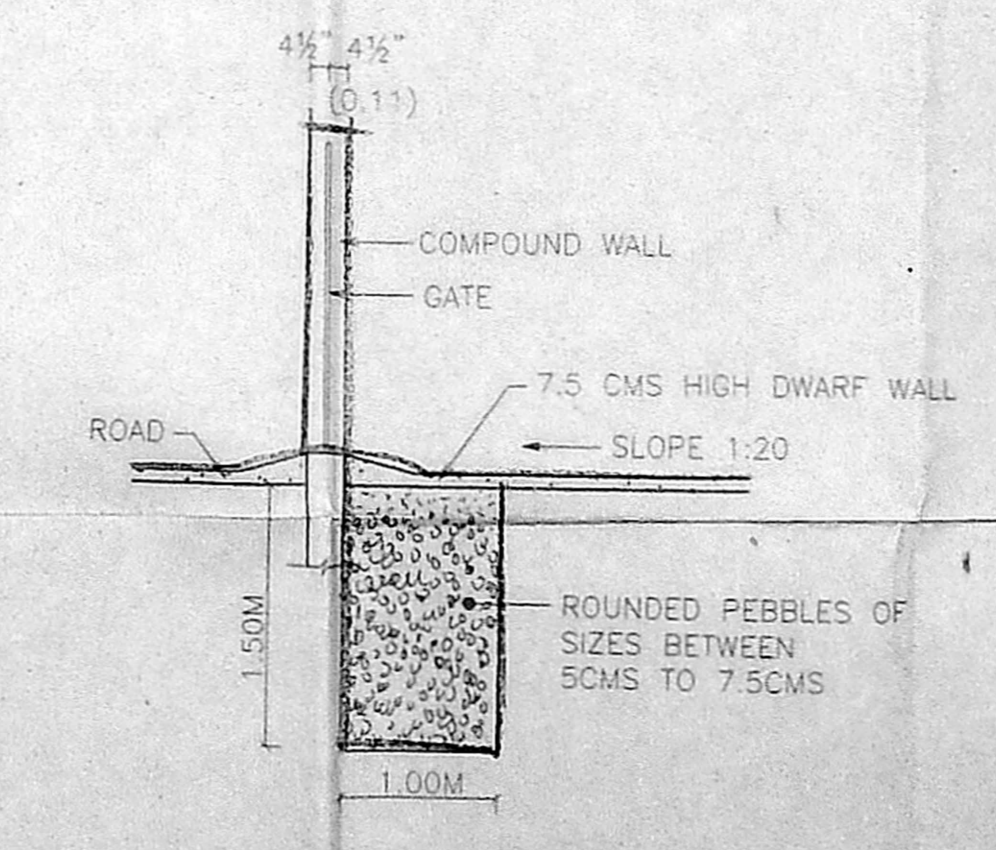 4½" 4½"
(0.11)
COMPOUND WALL
GATE
7.5 CMS HIGH DWARF WALL
ROAD
SLOPE 1:20
1.50M
ROUNDED PEBBLES OF
SIZES BETWEEN
5CMS TO 7.5CMS
1.00M